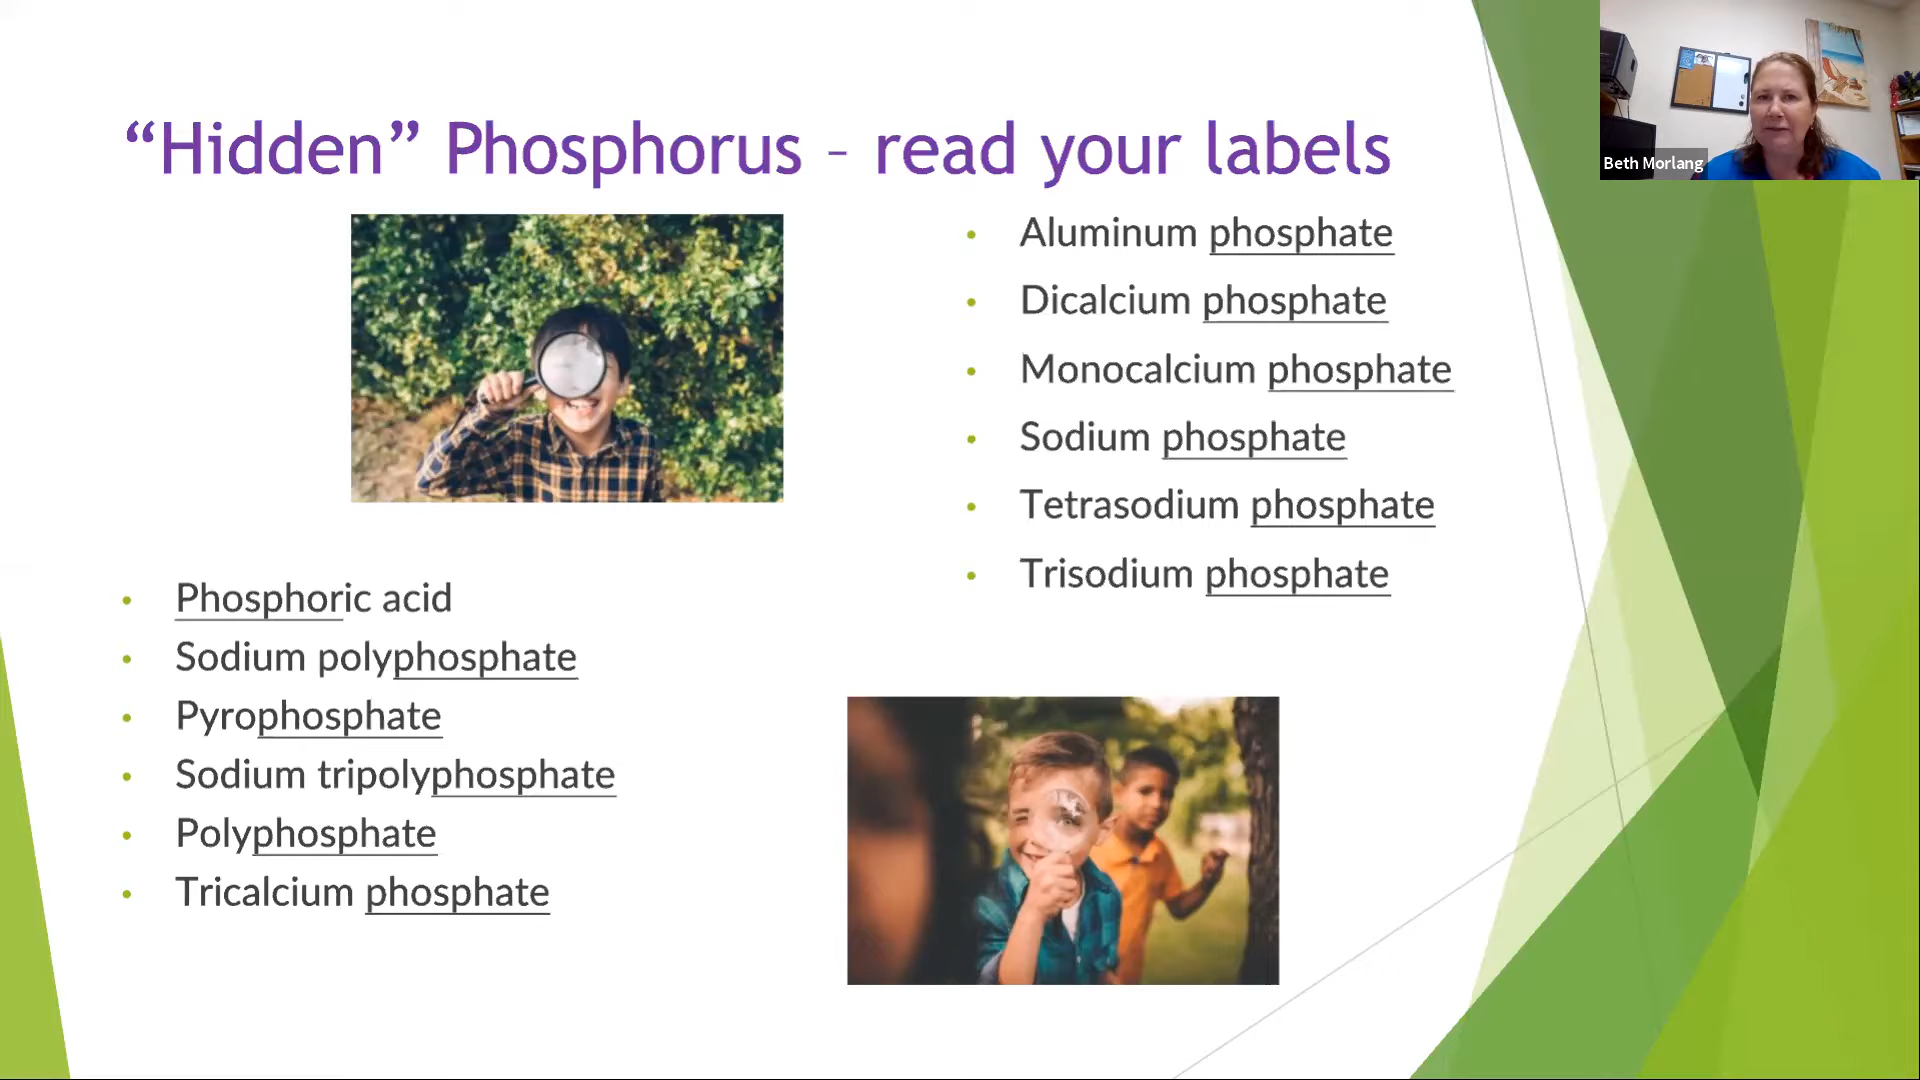 “Hidden” Phosphorus – read your labels
Beth Morlang
• Aluminum phosphate
• Dicalcium phosphate
• Monocalcium phosphate
• Sodium phosphate
• Tetrasodium phosphate
• Trisodium phosphate
• Phosphoric acid
• Sodium polyphosphate
• Pyrophosphate
• Sodium tripolyphosphate
• Polyphosphate
• Tricalcium phosphate